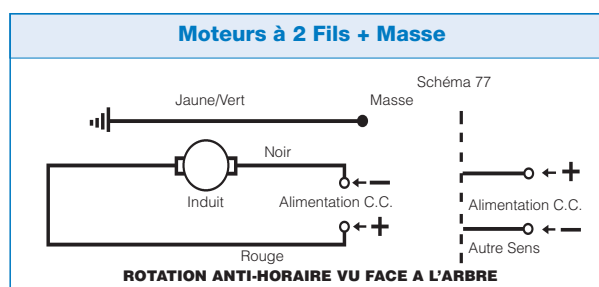 Moteurs à 2 Fils + Masse
Schéma 77
Jaune/Vert Masse
Noir
Induit Alimentation C.C. Alimentation C.C.
Autre Sens
Rouge
ROTATION ANTI-HORAIRE VU FACE A L'ARBRE